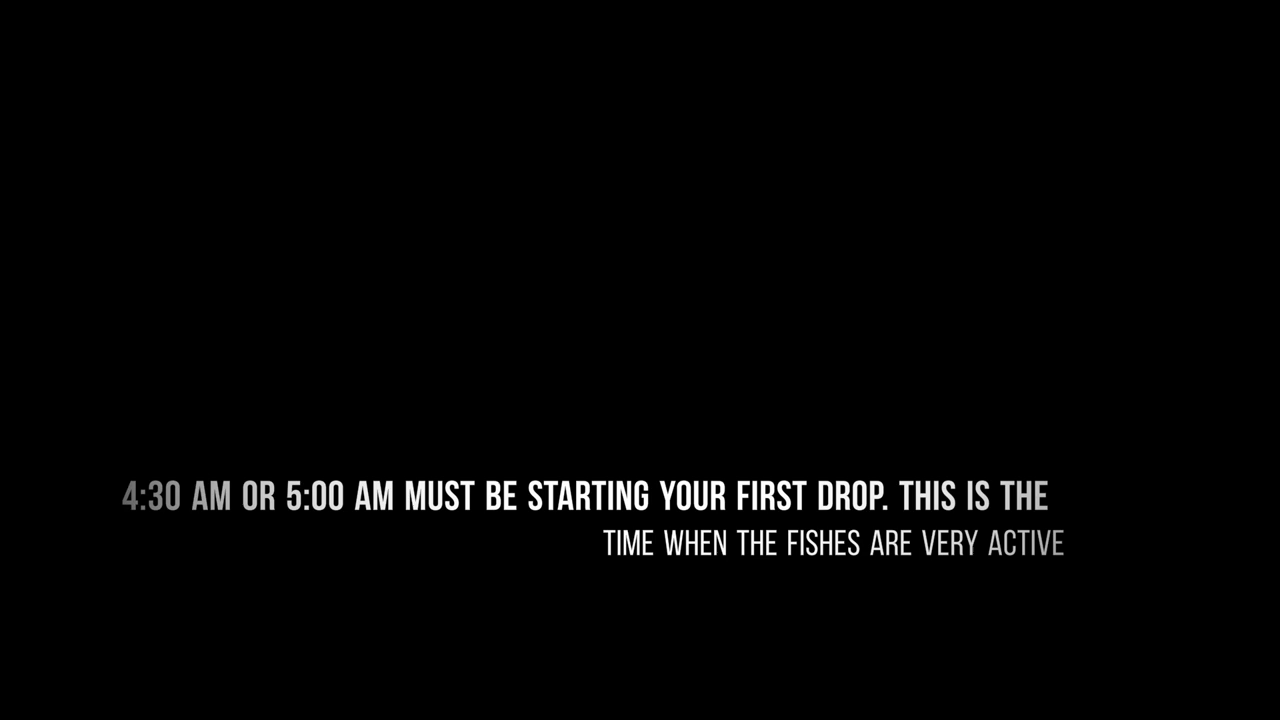 4:30 AM OR 5:00 AM MUST BE STARTING YOUR FIRST DROP. THIS IS THE
TIME WHEN THE FISHES ARE VERY ACTIVE